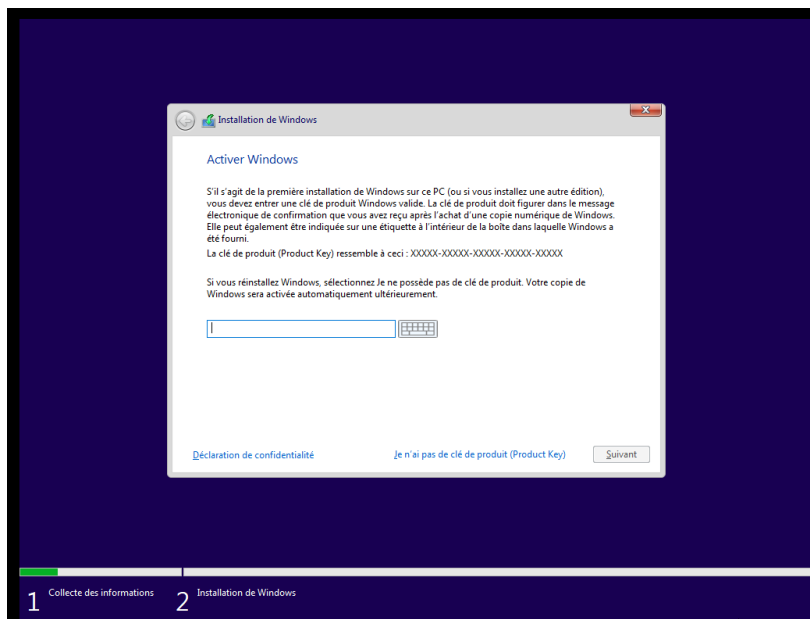 Installation de Windows
Activer Windows
S'il s'agit de la première installation de Windows sur ce PC (ou si vous installez une autre édition),
vous devez entrer une clé de produit Windows valide. La clé de produit doit figurer dans le message
électronique de confirmation que vous avez reçu après l'achat d'une copie numérique de Windows.
Elle peut également être indiquée sur une étiquette à l'intérieur de la boîte dans laquelle Windows a
été fourni.
La clé de produit (Product Key) ressemble à ceci : XXXXX-XXXXX-XXXXX-XXXXX-XXXXX
Si vous réinstallez Windows, sélectionnez Je ne possède pas de clé de produit. Votre copie de
Windows sera activée automatiquement ultérieurement.
Déclaration de confidentialité
Je n'ai pas de clé de produit (Product Key)
Suivant
1 Collecte des informations
2 Installation de Windows